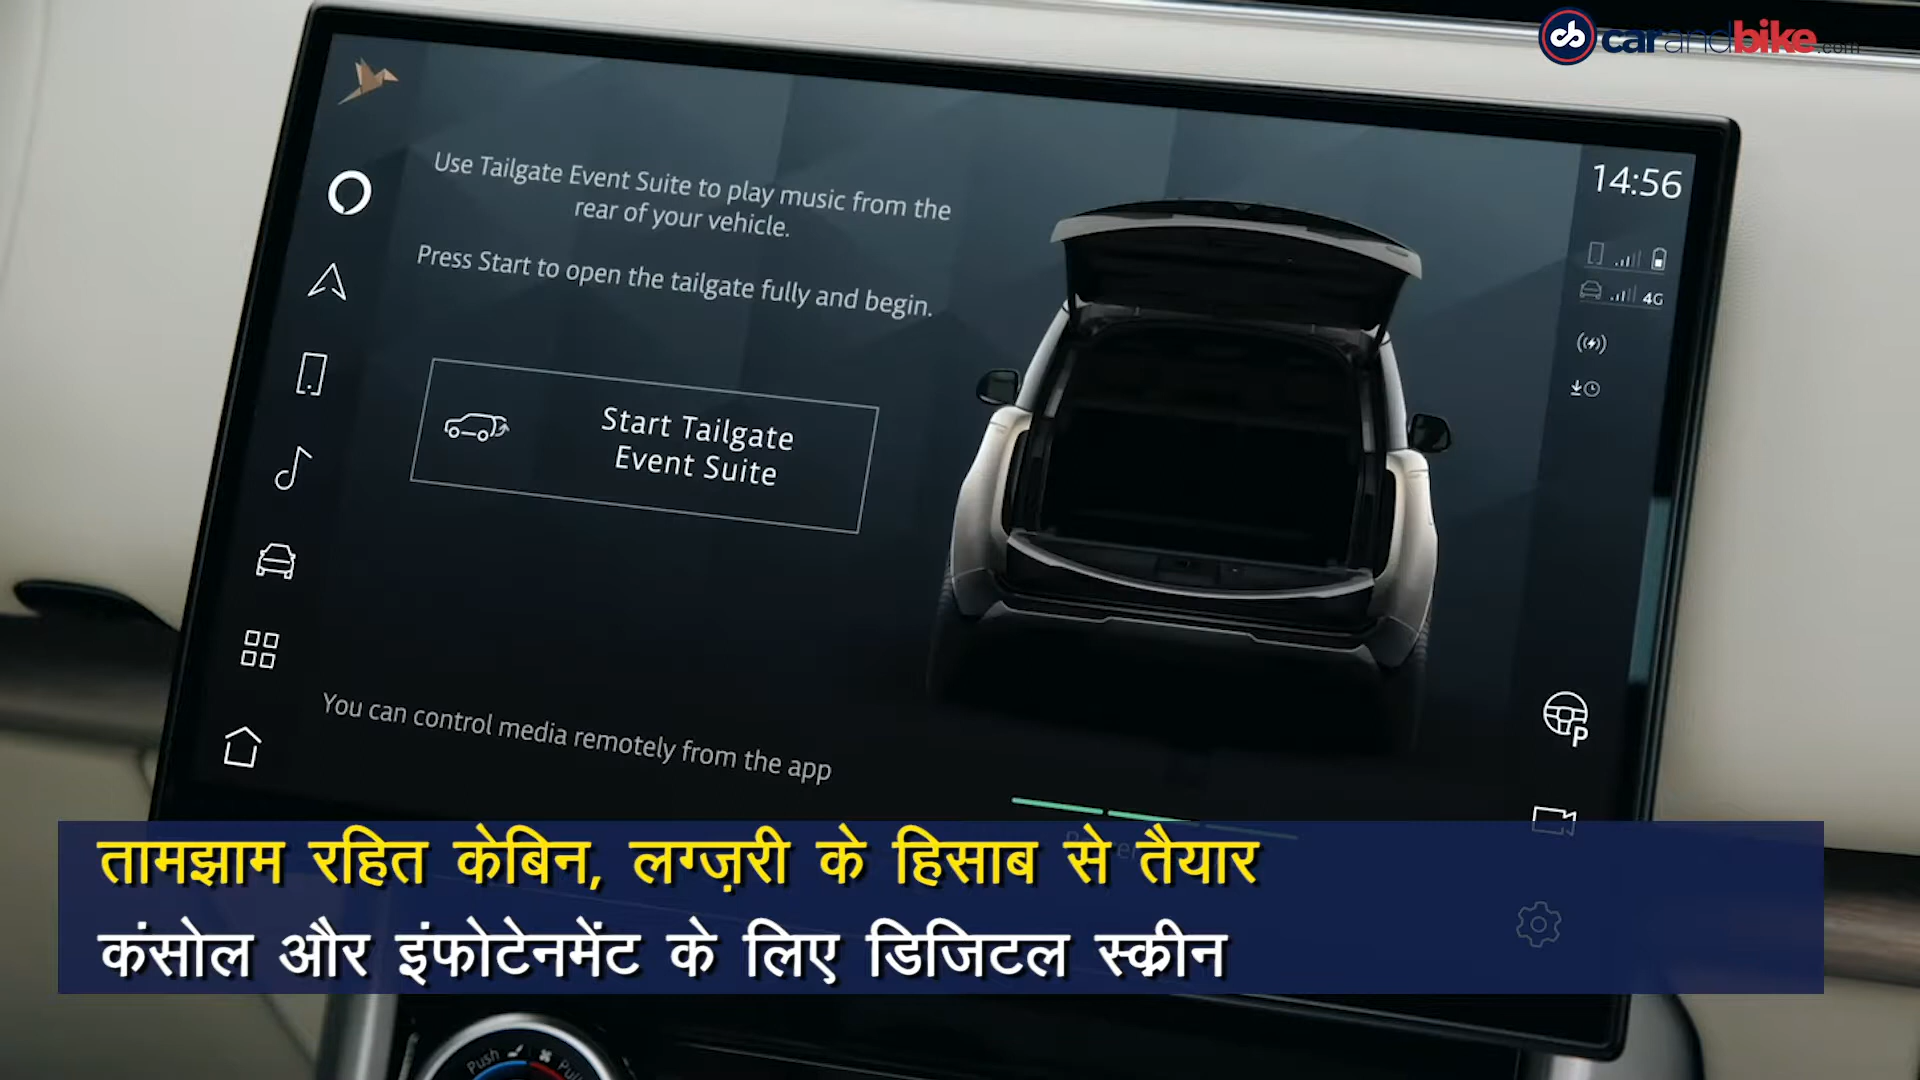 carandbike.com
14:56
Use Tailgate Event Suite to play music from the
rear of your vehicle.
Press Start to open the tailgate fully and begin.
4G
Start Tailgate
Event Suite
P
You can control media remotely from the app
तामझाम रहित केबिन, लग्ज़री के हिसाब से तैयार
कंसोल और इंफोटेनमेंट के लिए डिजिटल स्क्रीन
Push